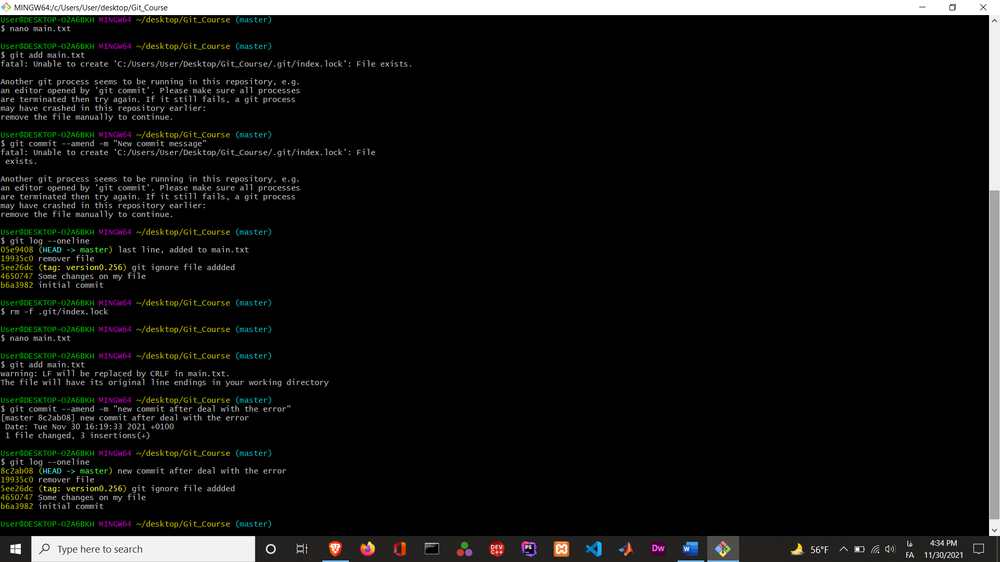 MINGW64:/c/Users/User/desktop/Git_Course
User@DESKTOP-O2A6BKH MINGW64 ~/desktop/Git_Course (master)
$ nano main.txt
User@DESKTOP-O2A6BKH MINGW64 ~/desktop/Git_Course (master)
$ git add main.txt
fatal: Unable to create 'C:/Users/User/Desktop/Git_Course/.git/index.lock': File exists.
Another git process seems to be running in this repository, e.g.
an editor opened by 'git commit'. Please make sure all processes
are terminated then try again. If it still fails, a git process
may have crashed in this repository earlier:
remove the file manually to continue.
User@DESKTOP-O2A6BKH MINGW64 ~/desktop/Git_Course (master)
$ git commit --amend -m "New commit message"
fatal: Unable to create 'C:/Users/User/Desktop/Git_Course/.git/index.lock': File
 exists.
Another git process seems to be running in this repository, e.g.
an editor opened by 'git commit'. Please make sure all processes
are terminated then try again. If it still fails, a git process
may have crashed in this repository earlier:
remove the file manually to continue.
User@DESKTOP-O2A6BKH MINGW64 ~/desktop/Git_Course (master)
$ git log --oneline
05e9408 (HEAD -> master) last line, added to main.txt
19935c0 remover file
5ee26dc (tag: version0.256) git ignore file addded
4650747 Some changes on my file
b6a3982 initial commit
User@DESKTOP-O2A6BKH MINGW64 ~/desktop/Git_Course (master)
$ rm -f .git/index.lock
User@DESKTOP-O2A6BKH MINGW64 ~/desktop/Git_Course (master)
$ nano main.txt
User@DESKTOP-O2A6BKH MINGW64 ~/desktop/Git_Course (master)
$ git add main.txt
warning: LF will be replaced by CRLF in main.txt.
The file will have its original line endings in your working directory
User@DESKTOP-O2A6BKH MINGW64 ~/desktop/Git_Course (master)
$ git commit --amend -m "new commit after deal with the error"
[master 8c2ab08] new commit after deal with the error
 Date: Tue Nov 30 16:19:33 2021 +0100
 1 file changed, 3 insertions(+)
User@DESKTOP-O2A6BKH MINGW64 ~/desktop/Git_Course (master)
$ git log --oneline
8c2ab08 (HEAD -> master) new commit after deal with the error
19935c0 remover file
5ee26dc (tag: version0.256) git ignore file addded
4650747 Some changes on my file
b6a3982 initial commit
User@DESKTOP-O2A6BKH MINGW64 ~/desktop/Git_Course (master)
Type here to search
DEV C++
PS
Dw
W
56°F
فا
FA
4:34 PM
11/30/2021